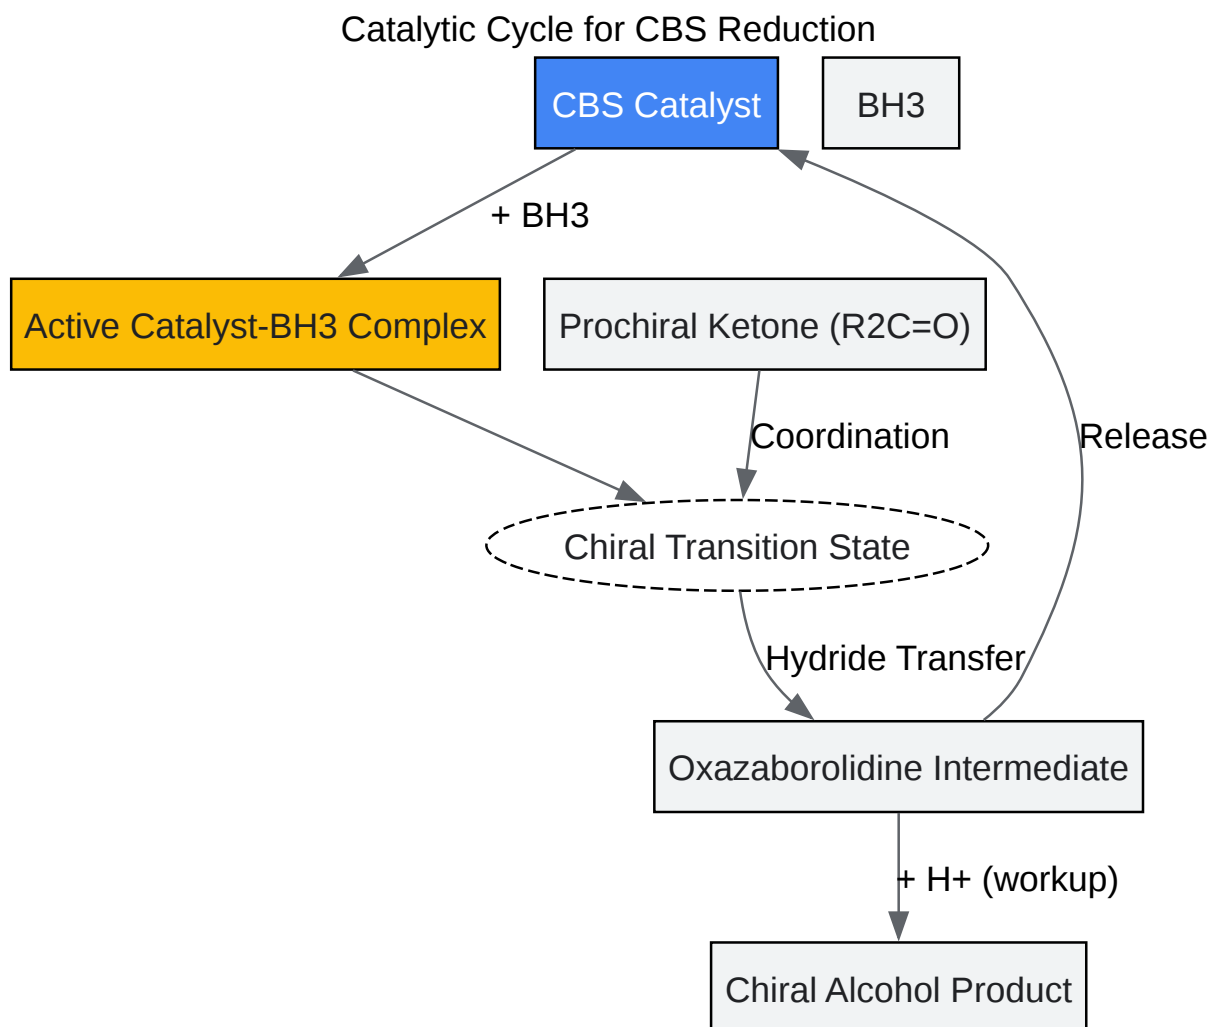 Catalytic Cycle for CBS Reduction
CBS Catalyst
BH3
+ BH3
Active Catalyst-BH3 Complex
Prochiral Ketone (R2C=O)
Coordination
Release
Chiral Transition State
Hydride Transfer
Oxazaborolidine Intermediate
+ H+ (workup)
Chiral Alcohol Product